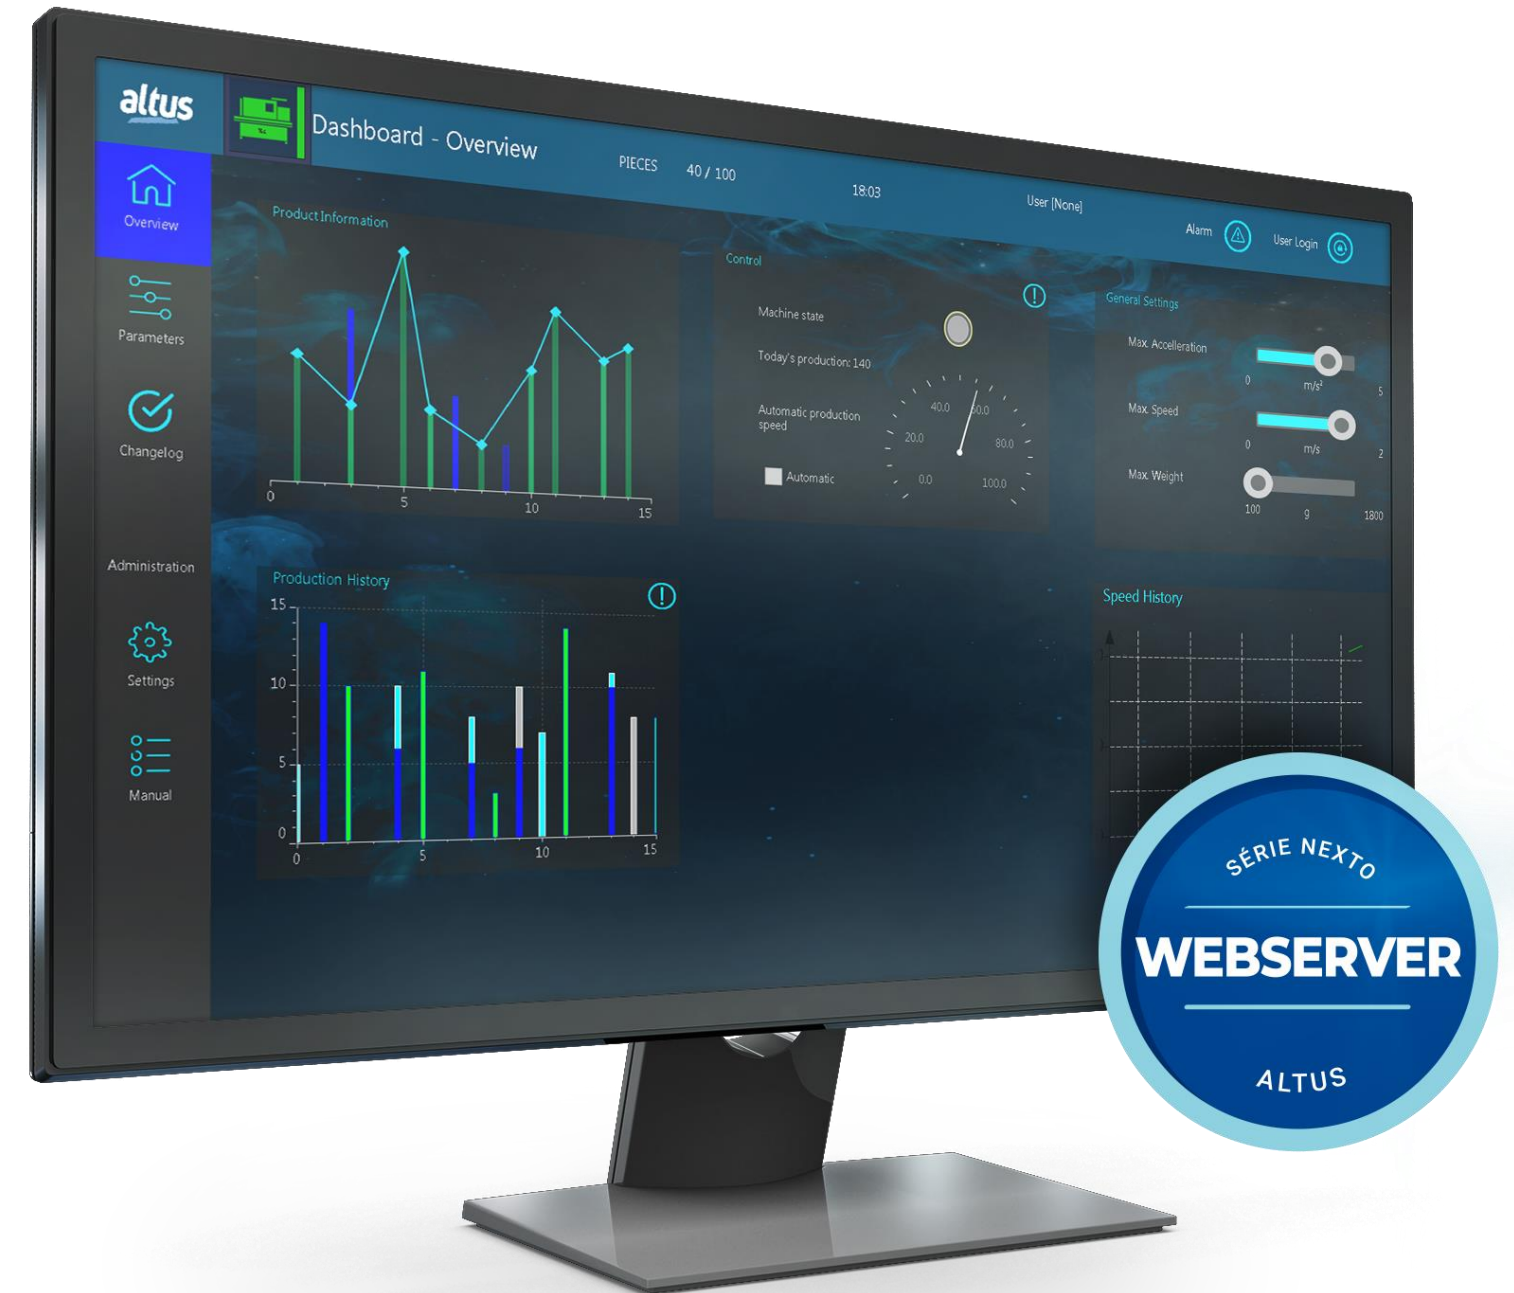 altus
Dashboard - Overview
PIECES 40 / 100
18:03
User [None]
Alarm
User Login
Overview
Parameters
Changelog
Administration
Settings
Manual
Product Information
0 5 10 15
Control
Machine state
Today's production: 140
Automatic production
speed
Automatic
0.0 20.0 40.0 60.0 80.0 100.0
General Settings
Max. Accelleration
0 m/s² 5
Max. Speed
0 m/s 2
Max. Weight
100 g 1800
Production History
15
10
5
0
0 5 10 15
Speed History
SÉRIE NEXTO
WEBSERVER
ALTUS